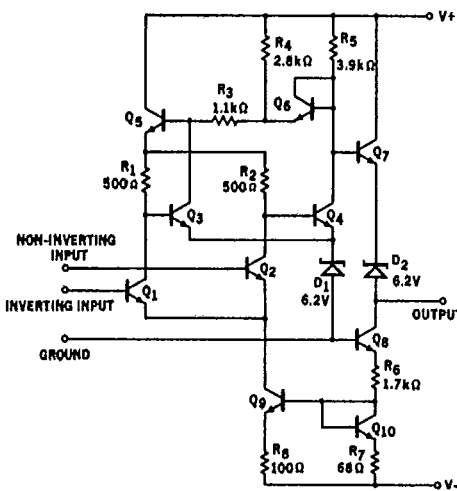 V+
R4
2.8kΩ
R5
3.9kΩ
R3
1.1kΩ
Q6
Q5
Q7
R1
500Ω
R2
500Ω
Q3
Q4
NON-INVERTING
INPUT
Q2
D1
6.2V
D2
6.2V
INVERTING INPUT
Q1
OUTPUT
GROUND
Q8
R6
1.7kΩ
Q9
Q10
R8
100Ω
R7
68Ω
V-